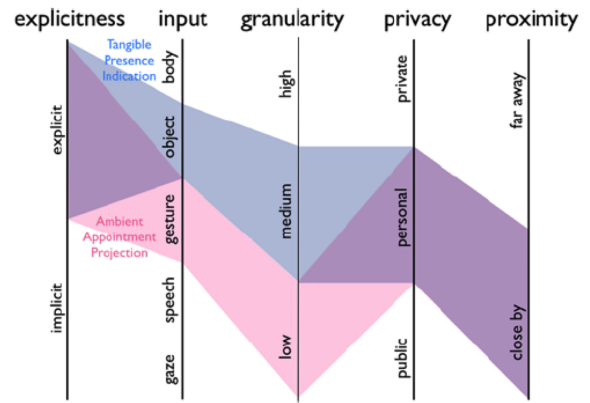 explicitness input granularity privacy proximity
Tangible
Presence
Indication
explicit
implicit
Ambient
Appointment
Projection
body
object
gesture
speech
gaze
high
medium
low
private
personal
public
far away
close by